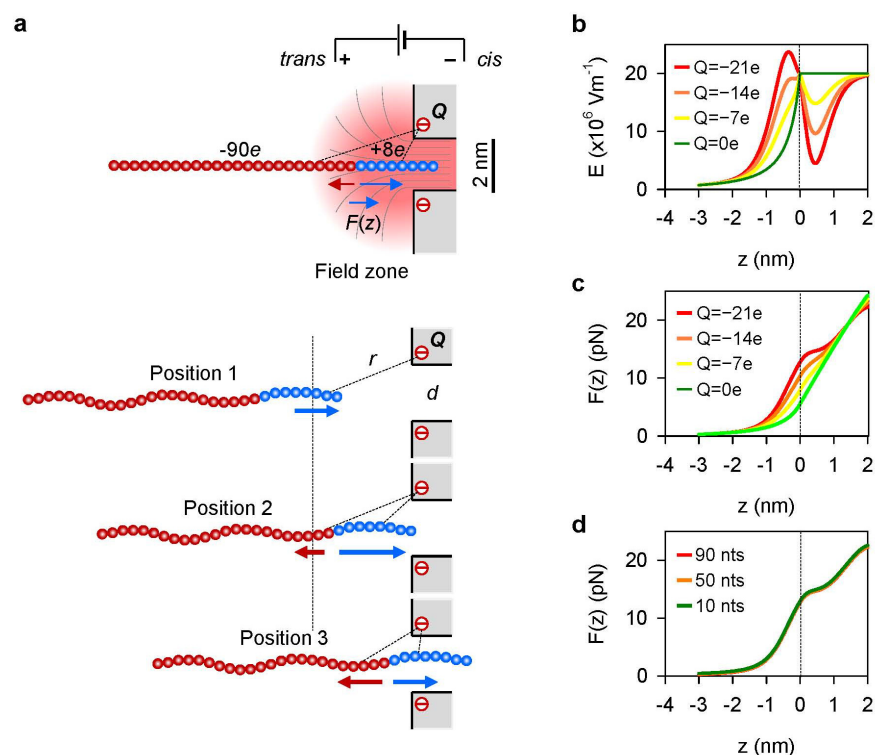 a
trans + − cis
Q
-90e +8e
2 nm
F(z)
Field zone
Q
Position 1 r
d
Position 2
Position 3
b
E (x10⁶ Vm⁻¹)
20
10
0
Q=−21e
Q=−14e
Q=−7e
Q=0e
-4 -3 -2 -1 0 1 2
z (nm)
c
F(z) (pN)
20
10
0
Q=−21e
Q=−14e
Q=−7e
Q=0e
-4 -3 -2 -1 0 1 2
z (nm)
d
F(z) (pN)
20
10
0
90 nts
50 nts
10 nts
-4 -3 -2 -1 0 1 2
z (nm)